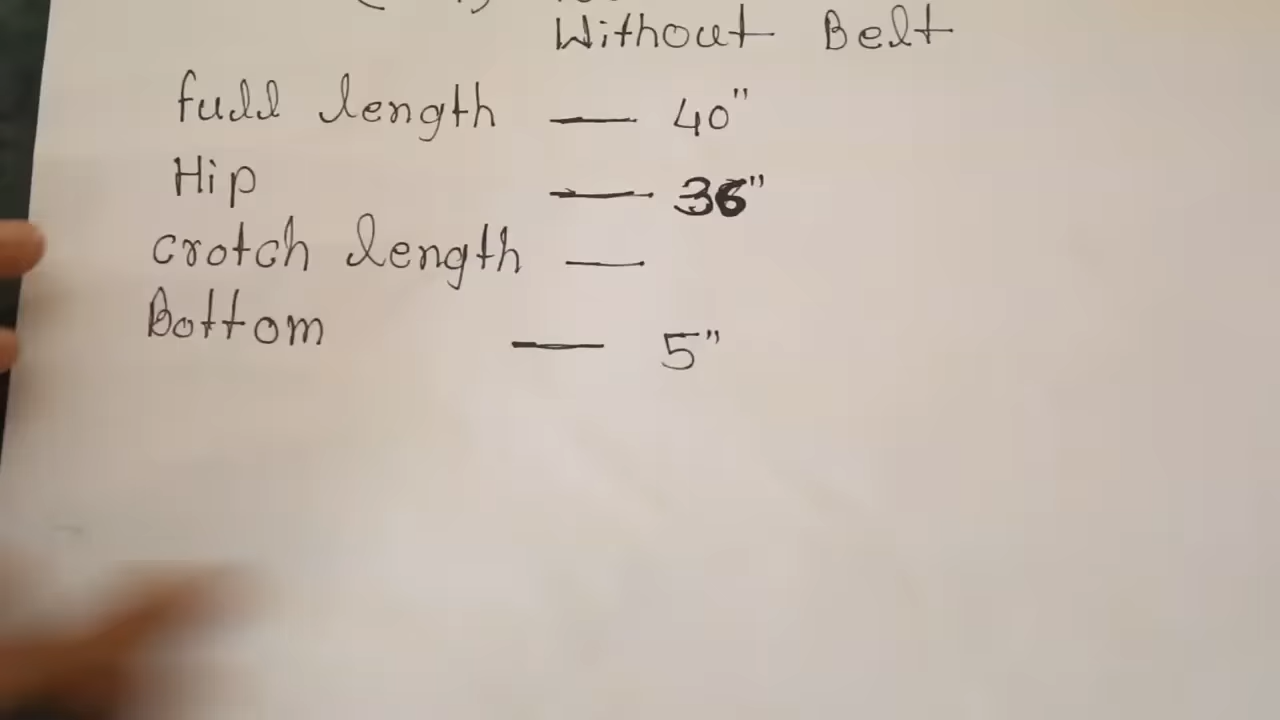 Without Belt
full length — 40"
Hip — 36"
crotch length —
Bottom — 5"